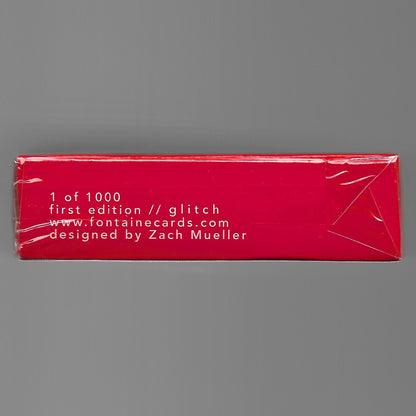 1 of 1000
first edition // glitch
www.fontainecards.com
designed by Zach Mueller